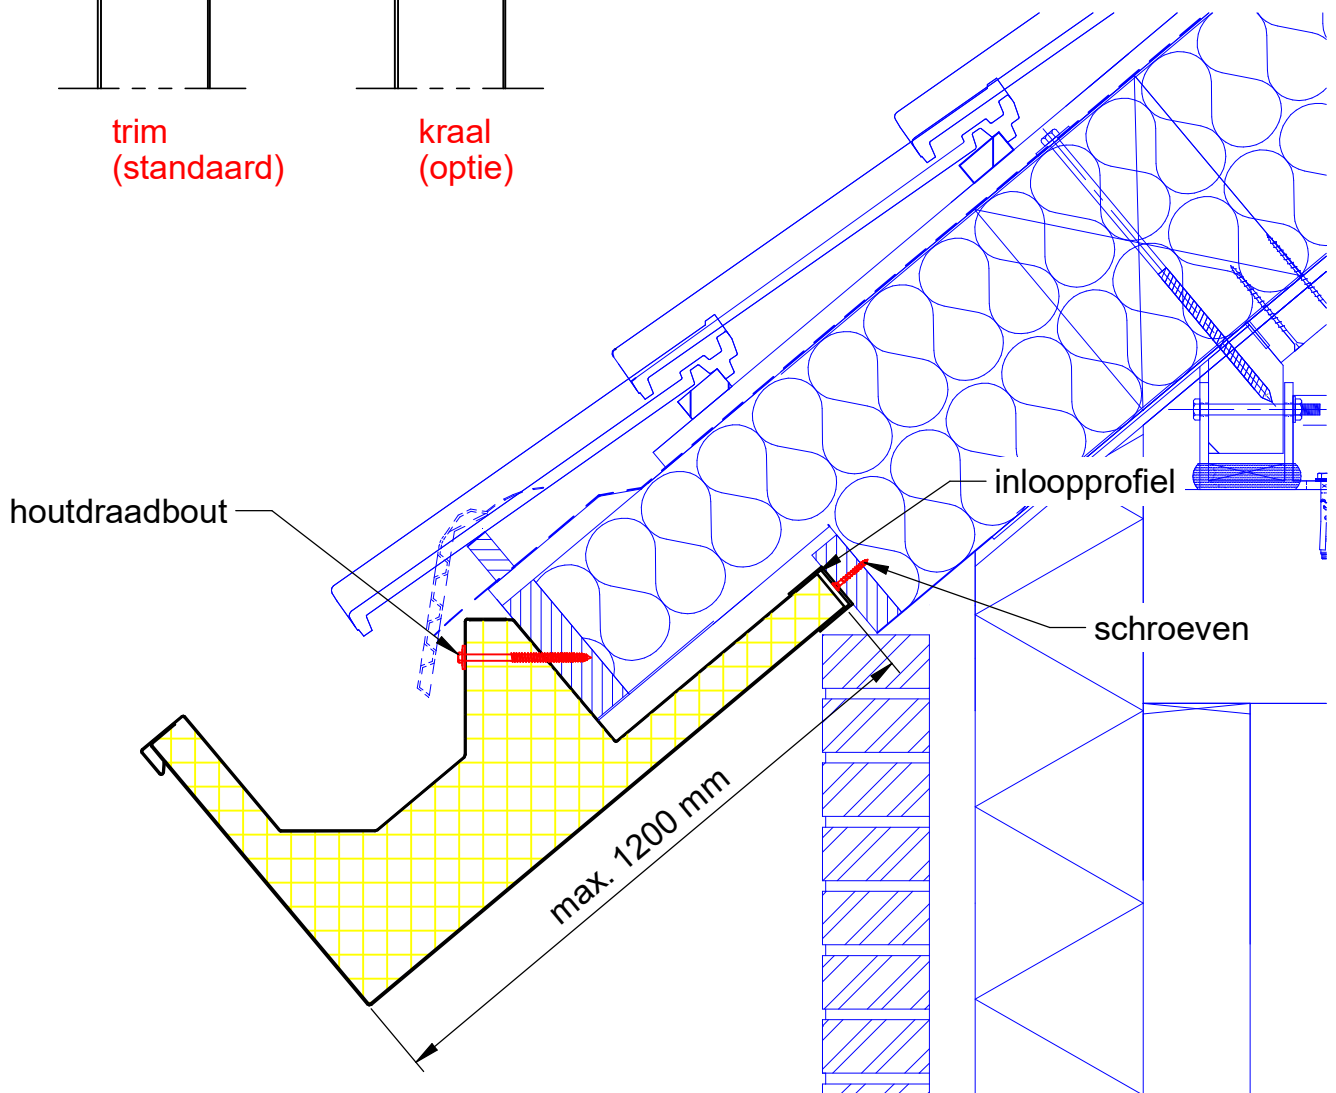 trim
(standaard)
kraal
(optie)
inloopprofiel
houtdraadbout
schroeven
max. 1200 mm